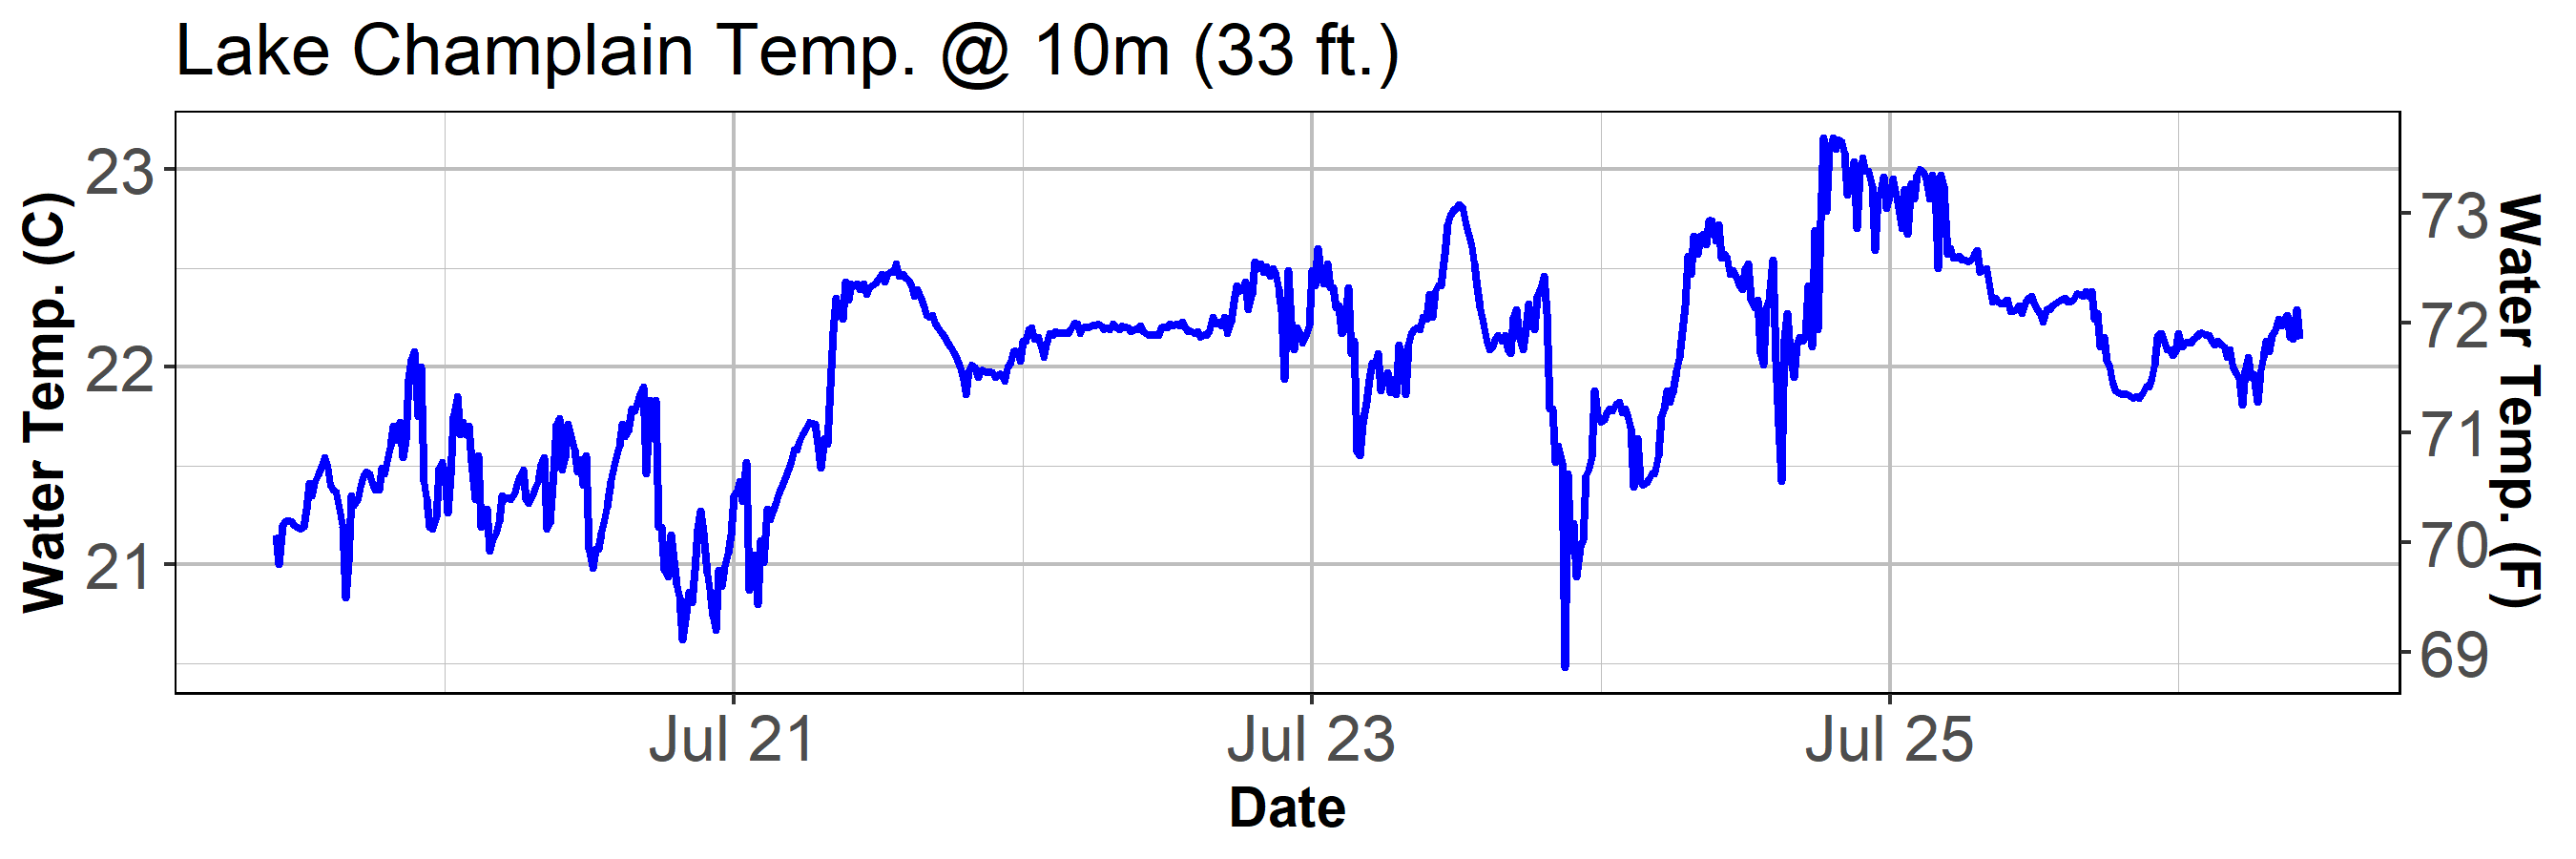 Lake Champlain Temp. @ 10m (33 ft.)
Water Temp. (C)
23
22
21
73
72
71
70
69
Water Temp. (F)
Jul 21
Jul 23
Jul 25
Date